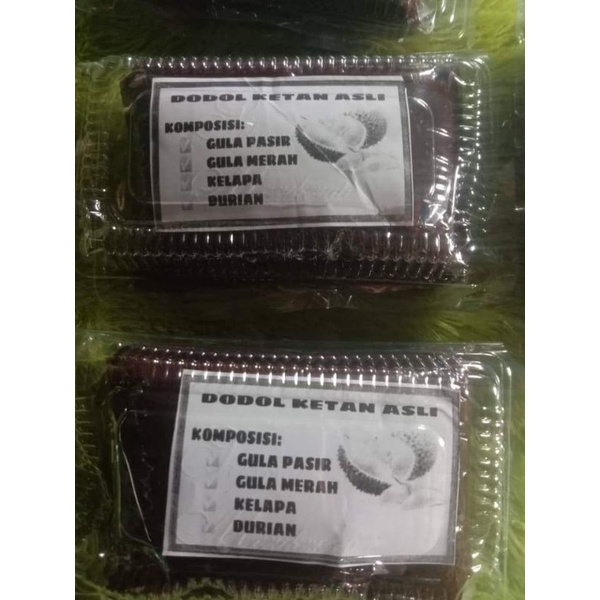 DODOL KETAN ASLI
KOMPOSISI:
GULA PASIR
GULA MERAH
KELAPA
DURIAN
DODOL KETAN ASLI
KOMPOSISI:
GULA PASIR
GULA MERAH
KELAPA
DURIAN